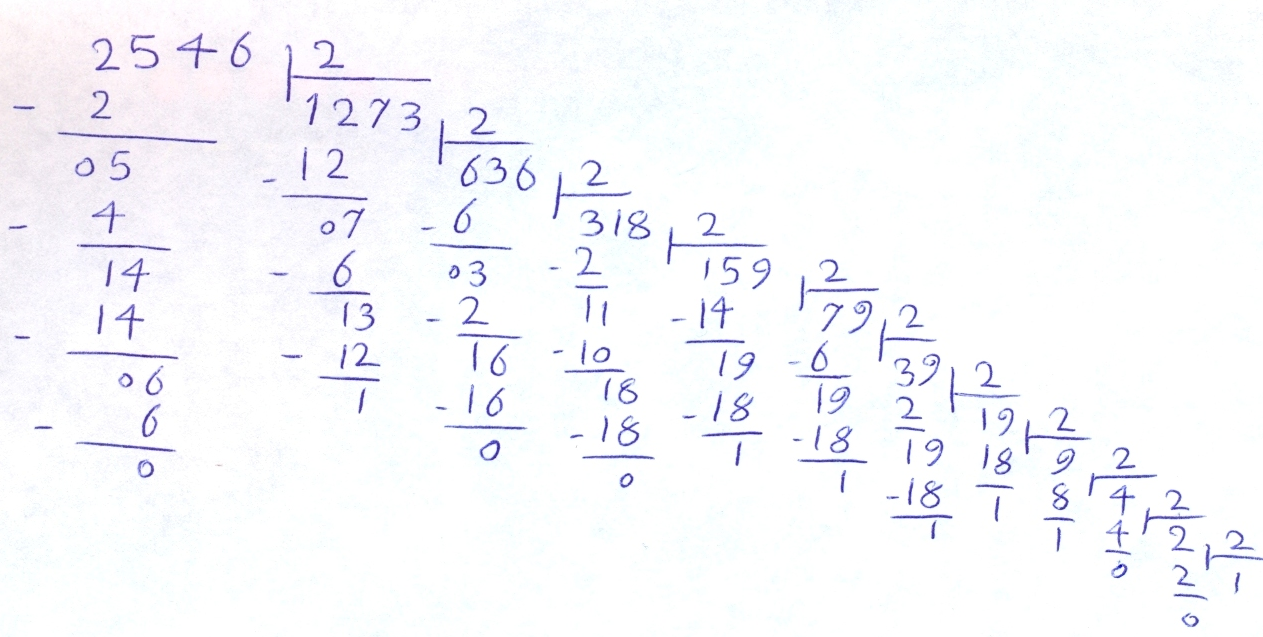 2546 2
- 2 1273 2
05 - 12 636 2
- 4 07 - 6 318 2
14 - 6 03 - 2 159 2
- 14 13 - 2 11 - 14 79 2
06 - 12 16 - 10 19 - 6 39 2
- 6 1 - 16 18 - 18 19 2 19 2
0 0 - 18 1 - 18 19 18 9 2
0 1 - 18 1 8 4 2
1 1 4 2 2
0 2 1
0